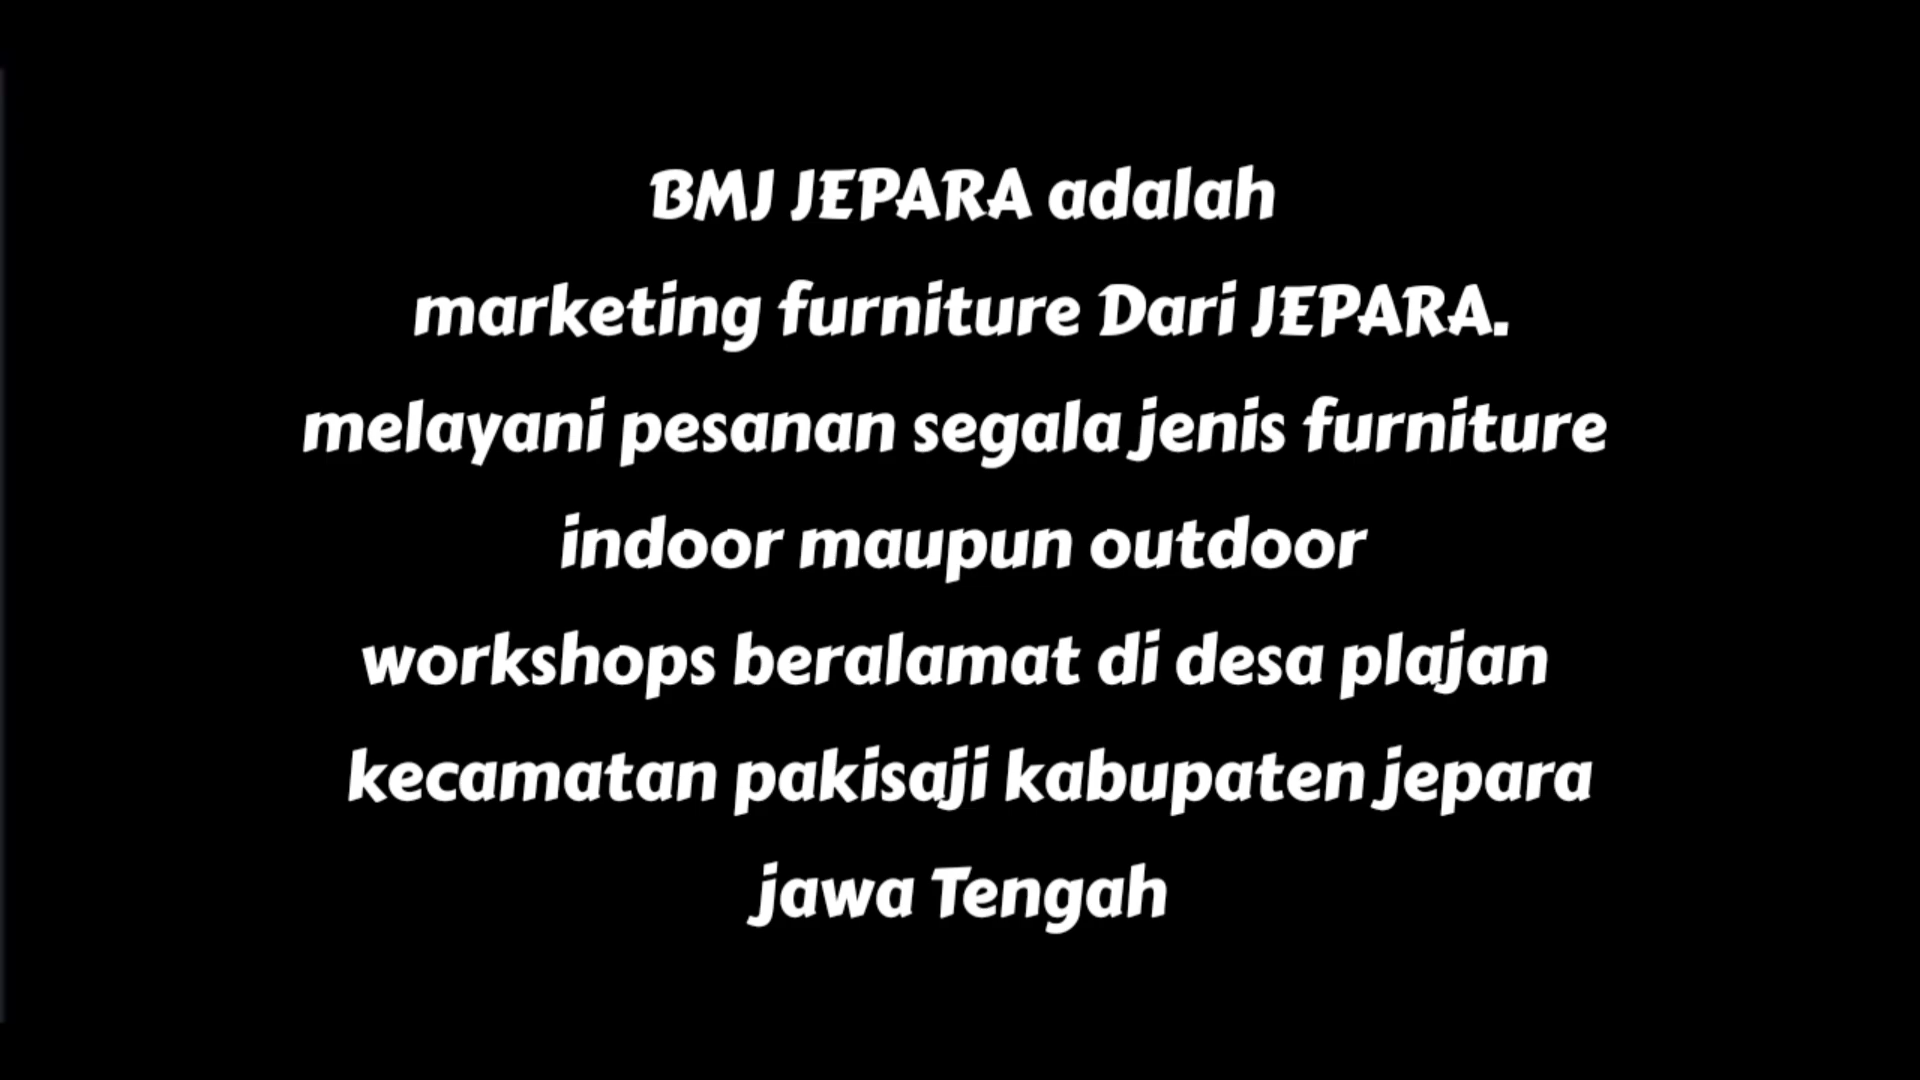 BMJ JEPARA adalah
marketing furniture Dari JEPARA.
melayani pesanan segala jenis furniture
indoor maupun outdoor
workshops beralamat di desa plajan
kecamatan pakisaji kabupaten jepara
jawa Tengah